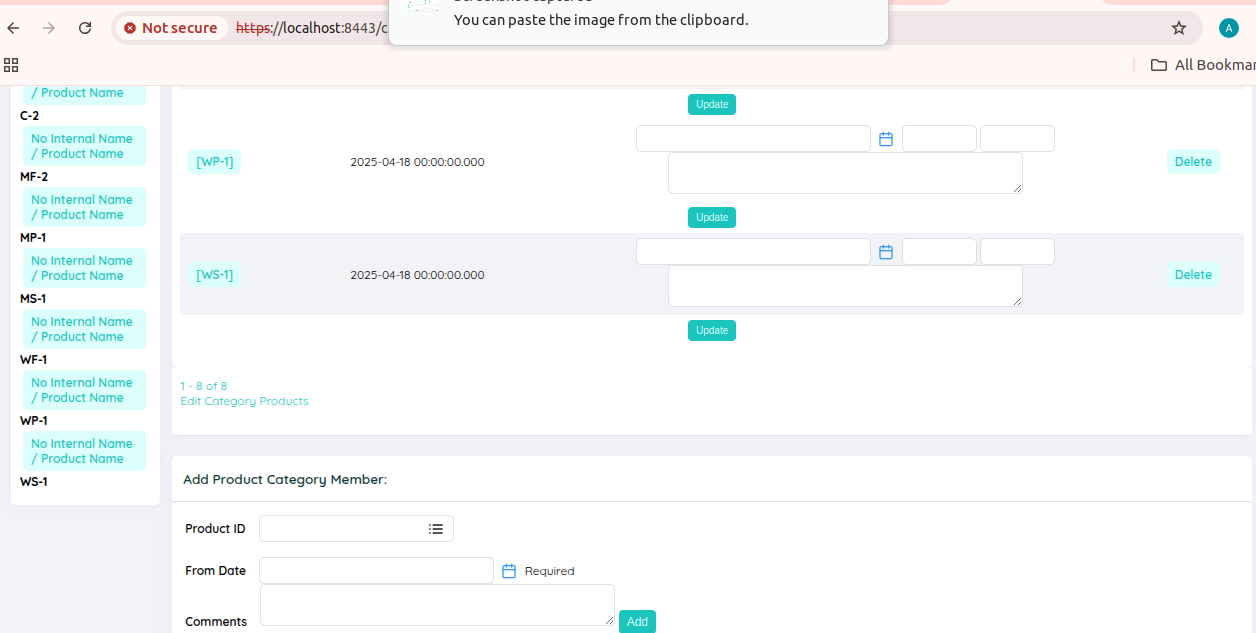 You can paste the image from the clipboard.
Not secure https://localhost:8443/c
All Bookmar
A
/ Product Name
C-2
No Internal Name
/ Product Name
MF-2
No Internal Name
/ Product Name
MP-1
No Internal Name
/ Product Name
MS-1
No Internal Name
/ Product Name
WF-1
No Internal Name
/ Product Name
WP-1
No Internal Name
/ Product Name
WS-1
Update
[WP-1] 2025-04-18 00:00:00.000 Delete
Update
[WS-1] 2025-04-18 00:00:00.000 Delete
Update
1 - 8 of 8
Edit Category Products
Add Product Category Member:
Product ID
From Date Required
Comments Add